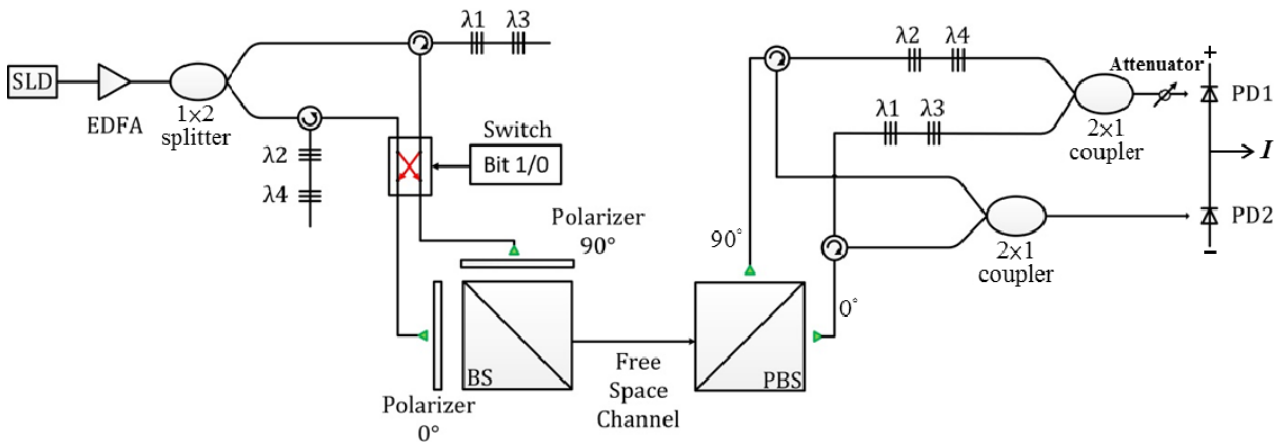 SLD
EDFA
1×2
splitter
λ1
λ3
λ2
λ4
Switch
Bit 1/0
Polarizer
90°
Polarizer
0°
BS
Free
Space
Channel
PBS
90°
0°
λ2
λ4
λ1
λ3
2×1
coupler
Attenuator
2×1
coupler
+
PD1
I
PD2
-